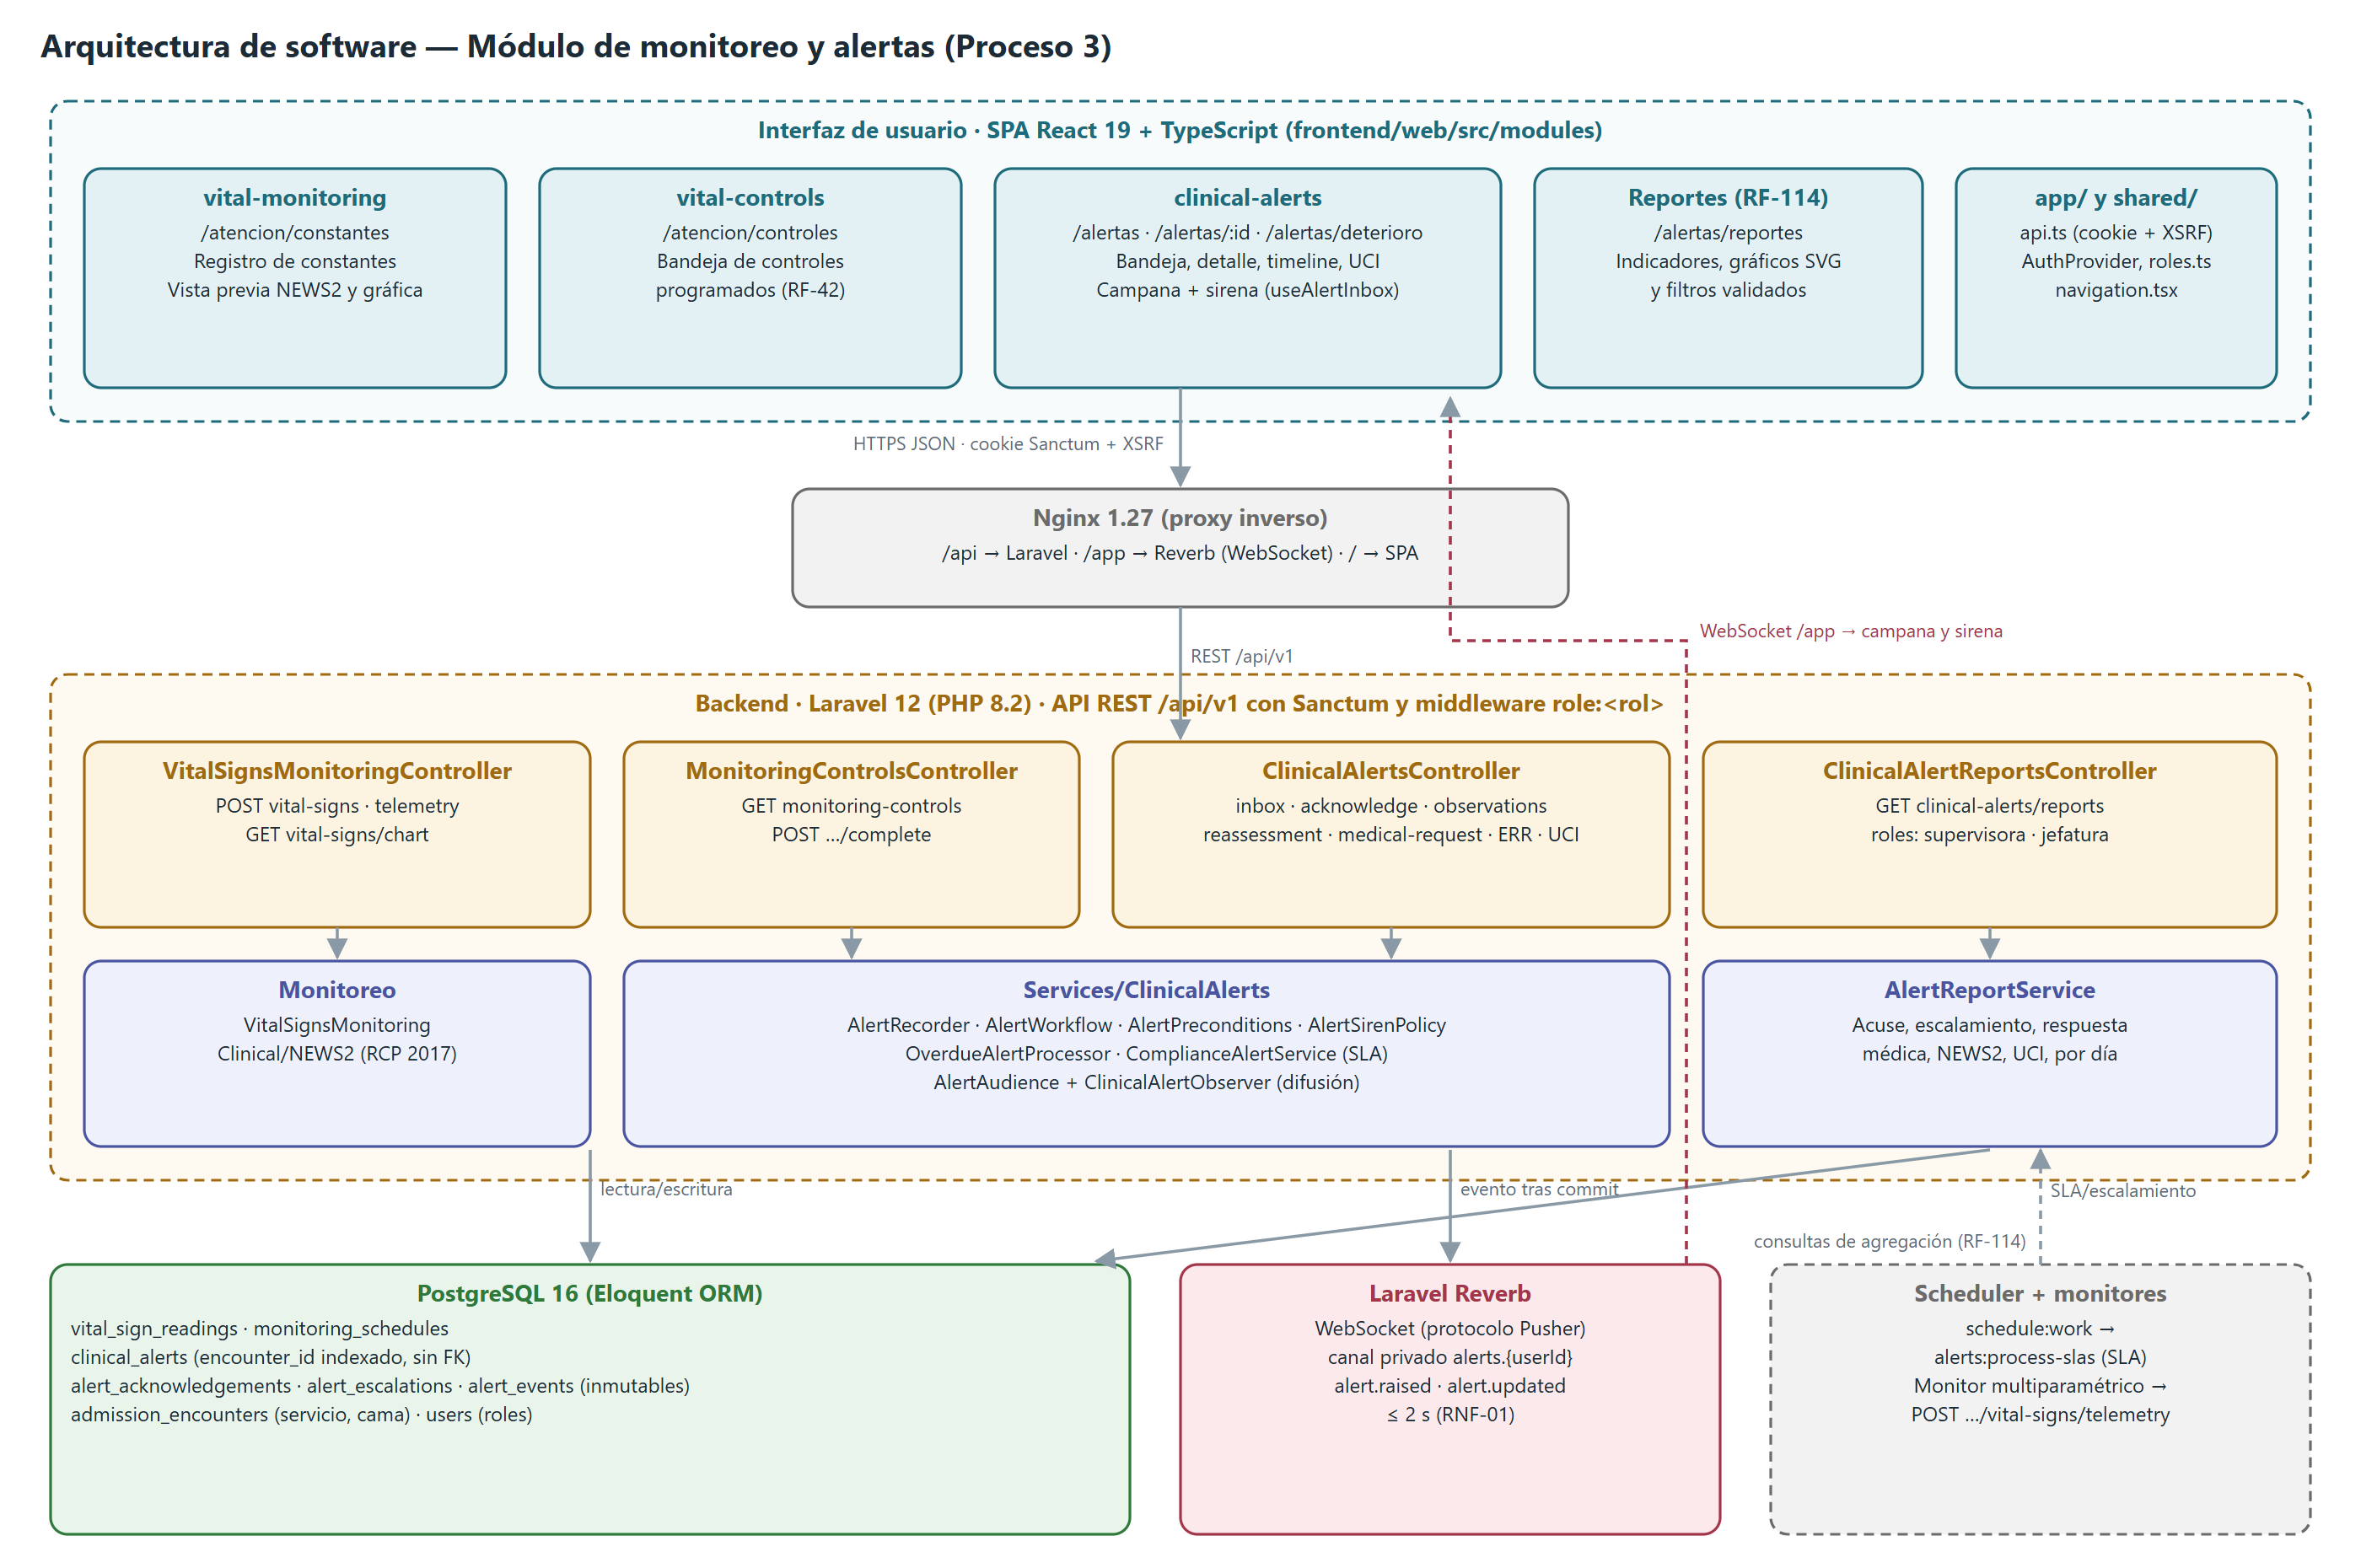 Arquitectura de software — Módulo de monitoreo y alertas (Proceso 3)
Interfaz de usuario · SPA React 19 + TypeScript (frontend/web/src/modules)
vital-monitoring
/atencion/constantes
Registro de constantes
Vista previa NEWS2 y gráfica
vital-controls
/atencion/controles
Bandeja de controles
programados (RF-42)
clinical-alerts
/alertas · /alertas/:id · /alertas/deterioro
Bandeja, detalle, timeline, UCI
Campana + sirena (useAlertInbox)
Reportes (RF-114)
/alertas/reportes
Indicadores, gráficos SVG
y filtros validados
app/ y shared/
api.ts (cookie + XSRF)
AuthProvider, roles.ts
navigation.tsx
HTTPS JSON · cookie Sanctum + XSRF
Nginx 1.27 (proxy inverso)
/api → Laravel · /app → Reverb (WebSocket) · / → SPA
WebSocket /app → campana y sirena
REST /api/v1
Backend · Laravel 12 (PHP 8.2) · API REST /api/v1 con Sanctum y middleware role:<rol>
VitalSignsMonitoringController
POST vital-signs · telemetry
GET vital-signs/chart
MonitoringControlsController
GET monitoring-controls
POST .../complete
ClinicalAlertsController
inbox · acknowledge · observations
reassessment · medical-request · ERR · UCI
ClinicalAlertReportsController
GET clinical-alerts/reports
roles: supervisora · jefatura
Monitoreo
VitalSignsMonitoring
Clinical/NEWS2 (RCP 2017)
Services/ClinicalAlerts
AlertRecorder · AlertWorkflow · AlertPreconditions · AlertSirenPolicy
OverdueAlertProcessor · ComplianceAlertService (SLA)
AlertAudience + ClinicalAlertObserver (difusión)
AlertReportService
Acuse, escalamiento, respuesta
médica, NEWS2, UCI, por día
lectura/escritura
evento tras commit
SLA/escalamiento
consultas de agregación (RF-114)
PostgreSQL 16 (Eloquent ORM)
vital_sign_readings · monitoring_schedules
clinical_alerts (encounter_id indexado, sin FK)
alert_acknowledgements · alert_escalations · alert_events (inmutables)
admission_encounters (servicio, cama) · users (roles)
Laravel Reverb
WebSocket (protocolo Pusher)
canal privado alerts.{userId}
alert.raised · alert.updated
≤ 2 s (RNF-01)
Scheduler + monitores
schedule:work →
alerts:process-slas (SLA)
Monitor multiparamétrico →
POST .../vital-signs/telemetry